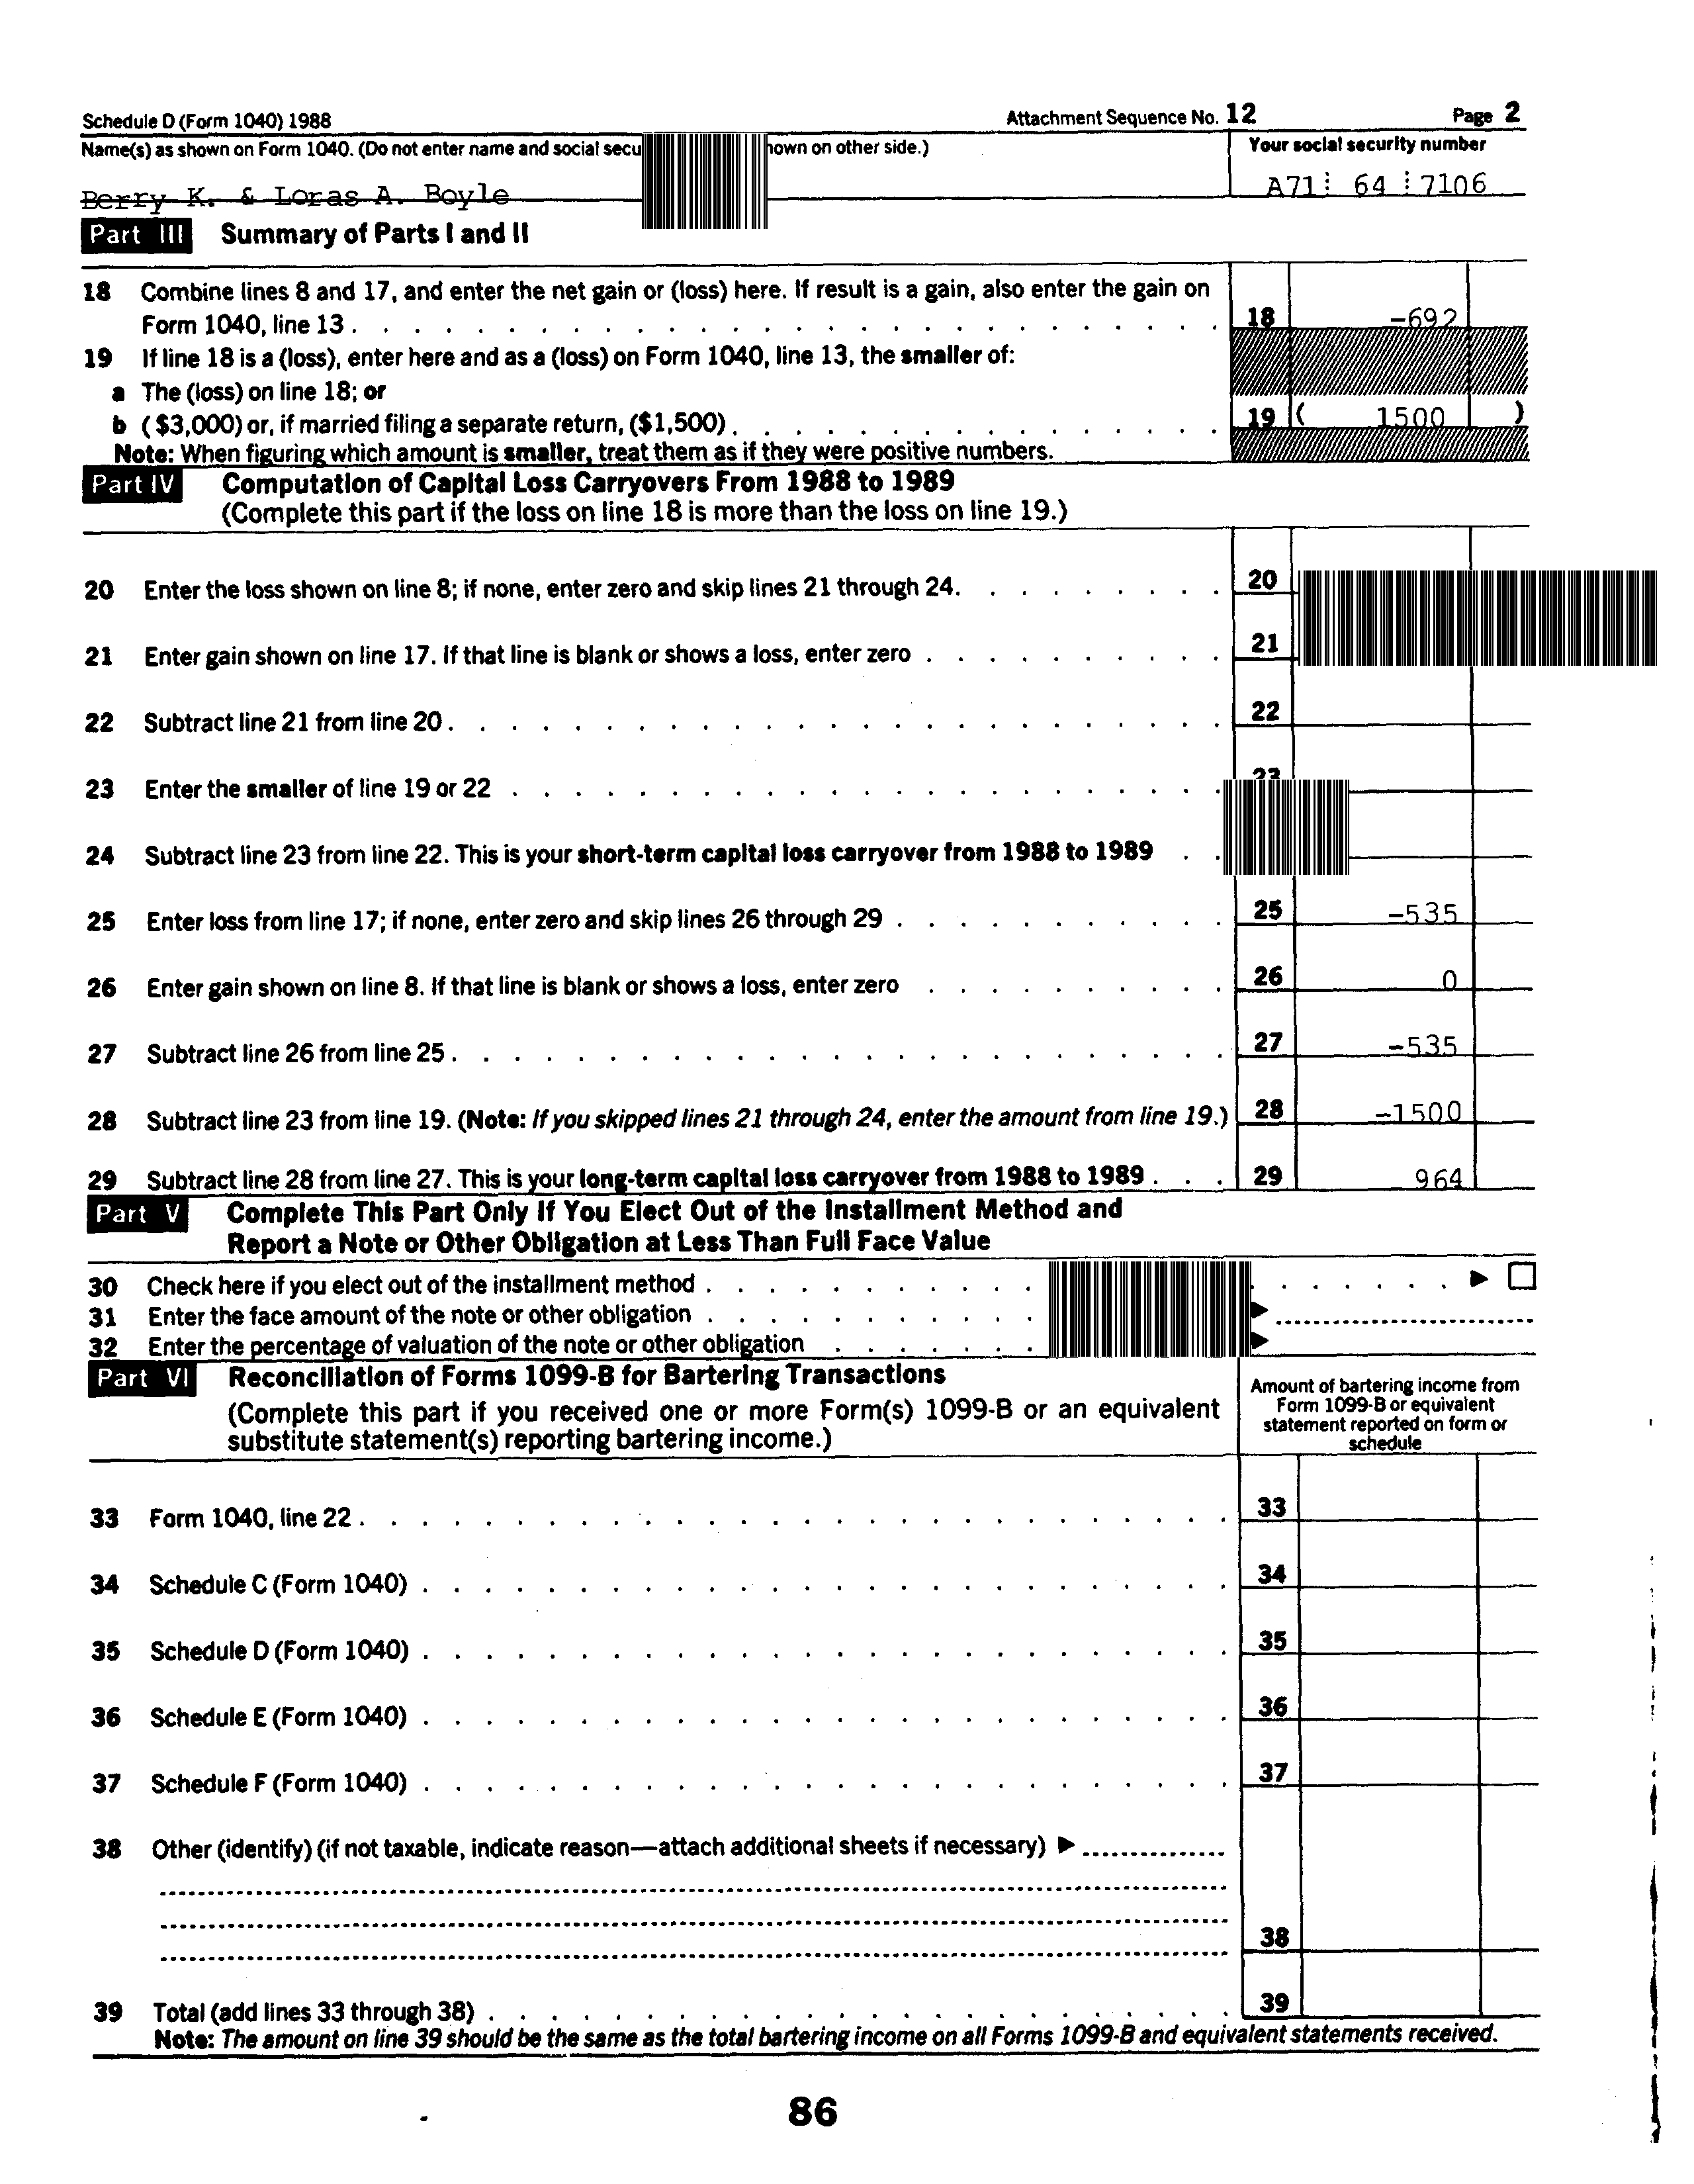 Schedule D (Form 1040) 1988 Attachment Sequence No. 12 Page 2
Name(s) as shown on Form 1040. (Do not enter name and social hown on other side.) Your social security number
Berry K. & Loras A. Boyle A71 64 7106
Part III Summary of Parts I and II
18 Combine lines 8 and 17, and enter the net gain or (loss) here. If result is a gain, also enter the gain on
Form 1040, line 13 . . . 18 -692
19 If line 18 is a (loss), enter here and as a (loss) on Form 1040, line 13, the smaller of:
a The (loss) on line 18; or
b ($3,000) or, if married filing a separate return, ($1,500) . . . 19 ( 1500 )
Note: When figuring which amount is smaller, treat them as if they were positive numbers.
Part IV Computation of Capital Loss Carryovers From 1988 to 1989
(Complete this part if the loss on line 18 is more than the loss on line 19.)
20 Enter the loss shown on line 8; if none, enter zero and skip lines 21 through 24. . . . 20
21 Enter gain shown on line 17. If that line is blank or shows a loss, enter zero . . . 21
22 Subtract line 21 from line 20 . . . 22
23 Enter the smaller of line 19 or 22 . . . 23
24 Subtract line 23 from line 22. This is your short-term capital loss carryover from 1988 to 1989 . .
25 Enter loss from line 17; if none, enter zero and skip lines 26 through 29 . . . 25 -535
26 Enter gain shown on line 8. If that line is blank or shows a loss, enter zero . . . 26 0
27 Subtract line 26 from line 25 . . . 27 -535
28 Subtract line 23 from line 19. (Note: If you skipped lines 21 through 24, enter the amount from line 19.) 28 -1500
29 Subtract line 28 from line 27. This is your long-term capital loss carryover from 1988 to 1989 . . . 29 964
Part V Complete This Part Only If You Elect Out of the Installment Method and
Report a Note or Other Obligation at Less Than Full Face Value
30 Check here if you elect out of the installment method . . . ▶ ☐
31 Enter the face amount of the note or other obligation . . . ▶
32 Enter the percentage of valuation of the note or other obligation . . . ▶
Part VI Reconciliation of Forms 1099-B for Bartering Transactions
(Complete this part if you received one or more Form(s) 1099-B or an equivalent
substitute statement(s) reporting bartering income.)
Amount of bartering income from
Form 1099-B or equivalent
statement reported on form or
schedule
33 Form 1040, line 22 . . . 33
34 Schedule C (Form 1040) . . . 34
35 Schedule D (Form 1040) . . . 35
36 Schedule E (Form 1040) . . . 36
37 Schedule F (Form 1040) . . . 37
38 Other (identify) (if not taxable, indicate reason—attach additional sheets if necessary) ▶
38
39 Total (add lines 33 through 38) . . . 39
Note: The amount on line 39 should be the same as the total bartering income on all Forms 1099-B and equivalent statements received.
86